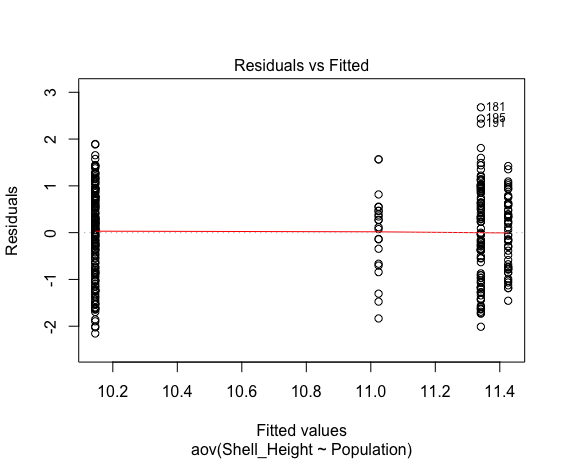 Residuals vs Fitted
3
2
1
0
-1
-2
Residuals
181
195
191
10.2 10.4 10.6 10.8 11.0 11.2 11.4
Fitted values
aov(Shell_Height ~ Population)